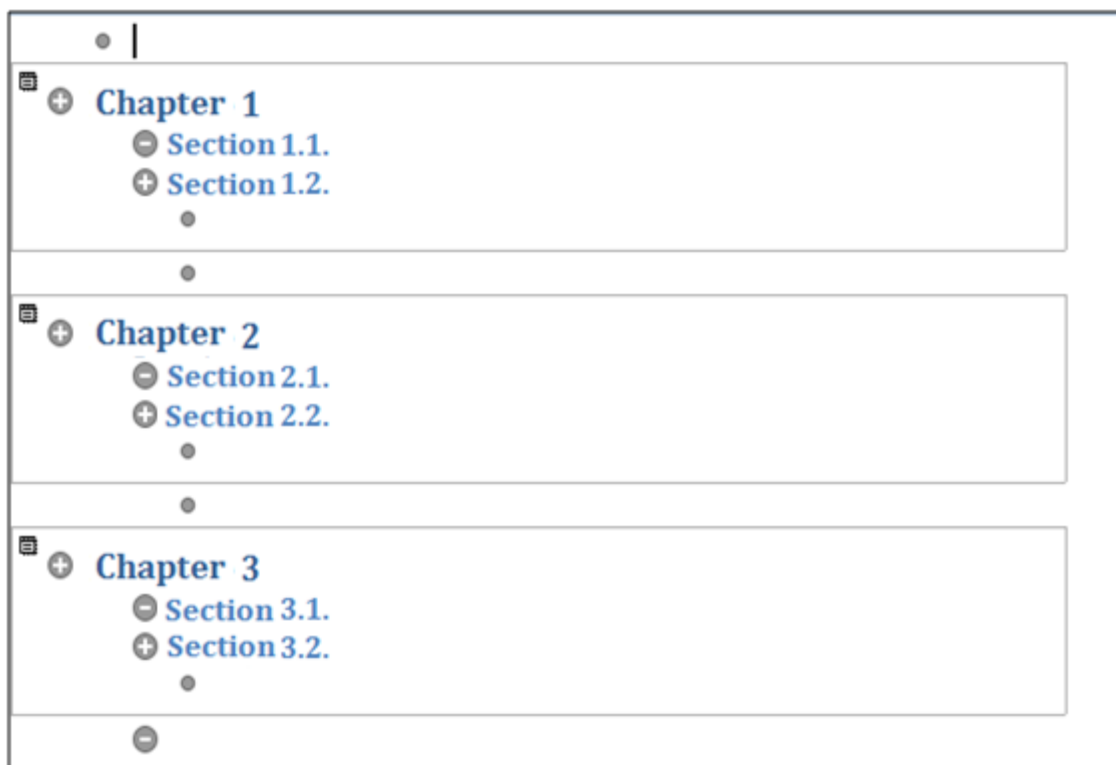 Chapter 1
Section 1.1.
Section 1.2.
Chapter 2
Section 2.1.
Section 2.2.
Chapter 3
Section 3.1.
Section 3.2.